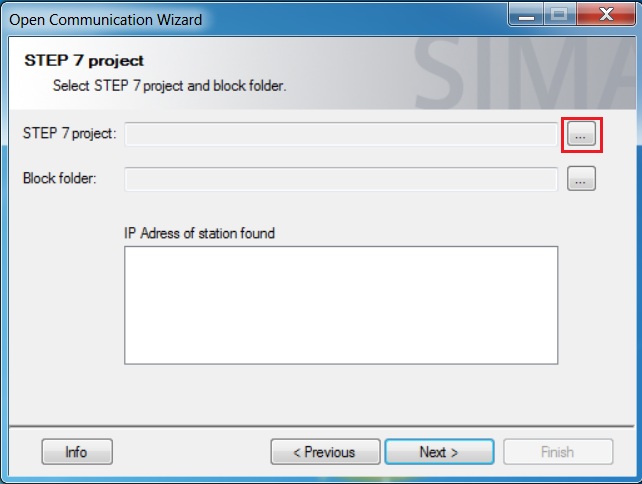 Open Communication Wizard
SIMA
STEP 7 project
Select STEP 7 project and block folder.
STEP 7 project:
...
Block folder:
...
IP Adress of station found
Info
< Previous
Next >
Finish